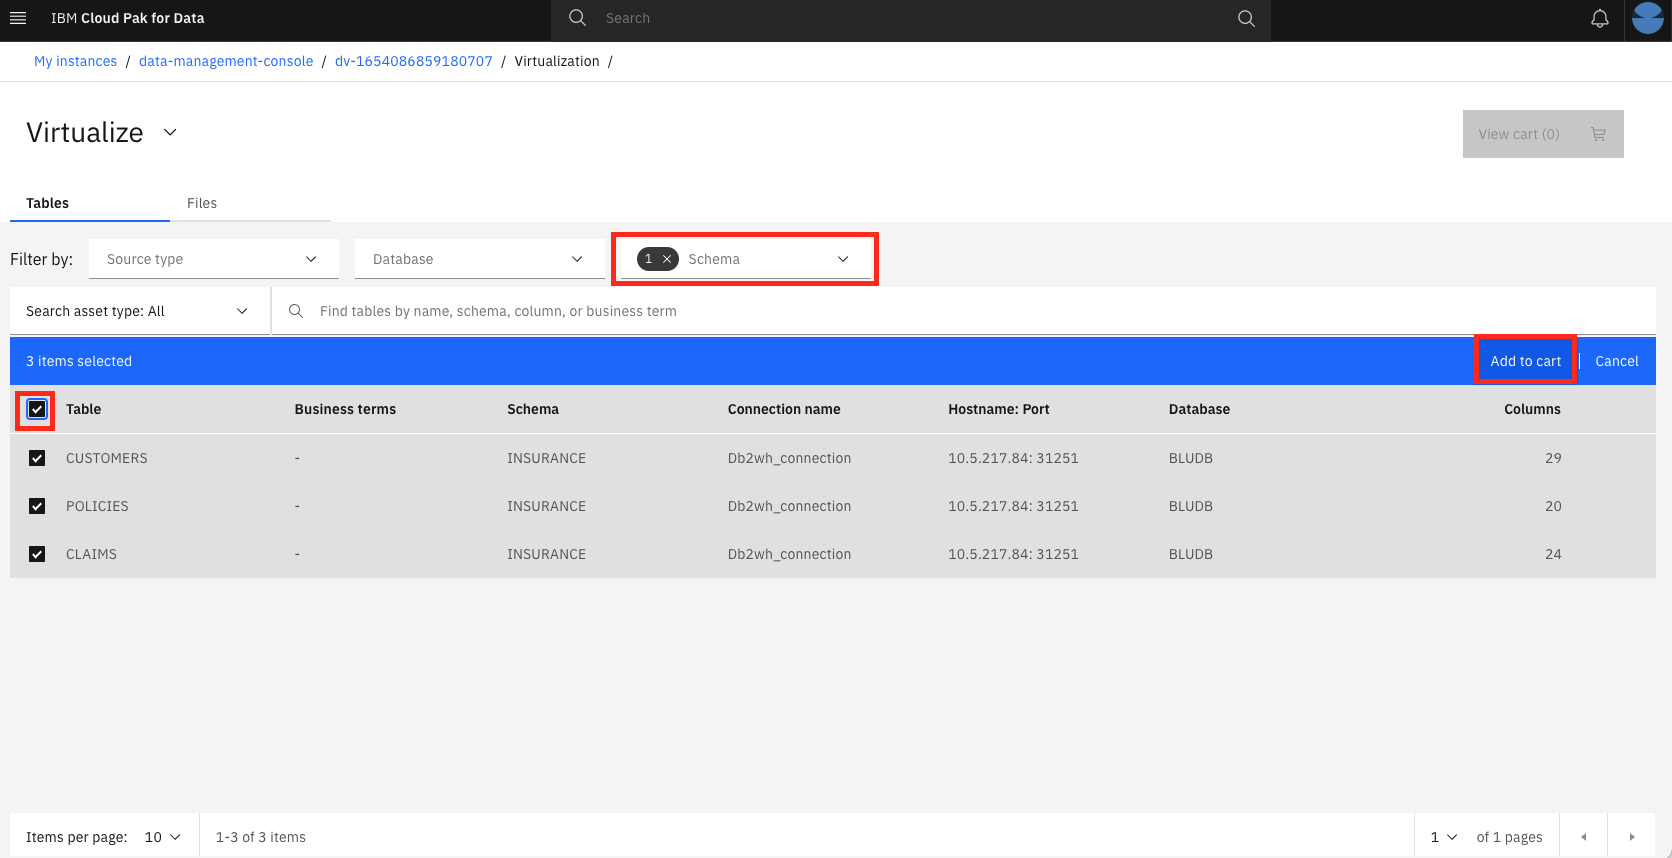 IBM Cloud Pak for Data Search
My instances / data-management-console / dv-1654086859180707 / Virtualization /
Virtualize View cart (0)
Tables Files
Filter by: Source type Database 1 × Schema
Search asset type: All Find tables by name, schema, column, or business term
3 items selected Add to cart Cancel
Table Business terms Schema Connection name Hostname: Port Database Columns
CUSTOMERS - INSURANCE Db2wh_connection 10.5.217.84: 31251 BLUDB 29
POLICIES - INSURANCE Db2wh_connection 10.5.217.84: 31251 BLUDB 20
CLAIMS - INSURANCE Db2wh_connection 10.5.217.84: 31251 BLUDB 24
Items per page: 10 1-3 of 3 items 1 of 1 pages